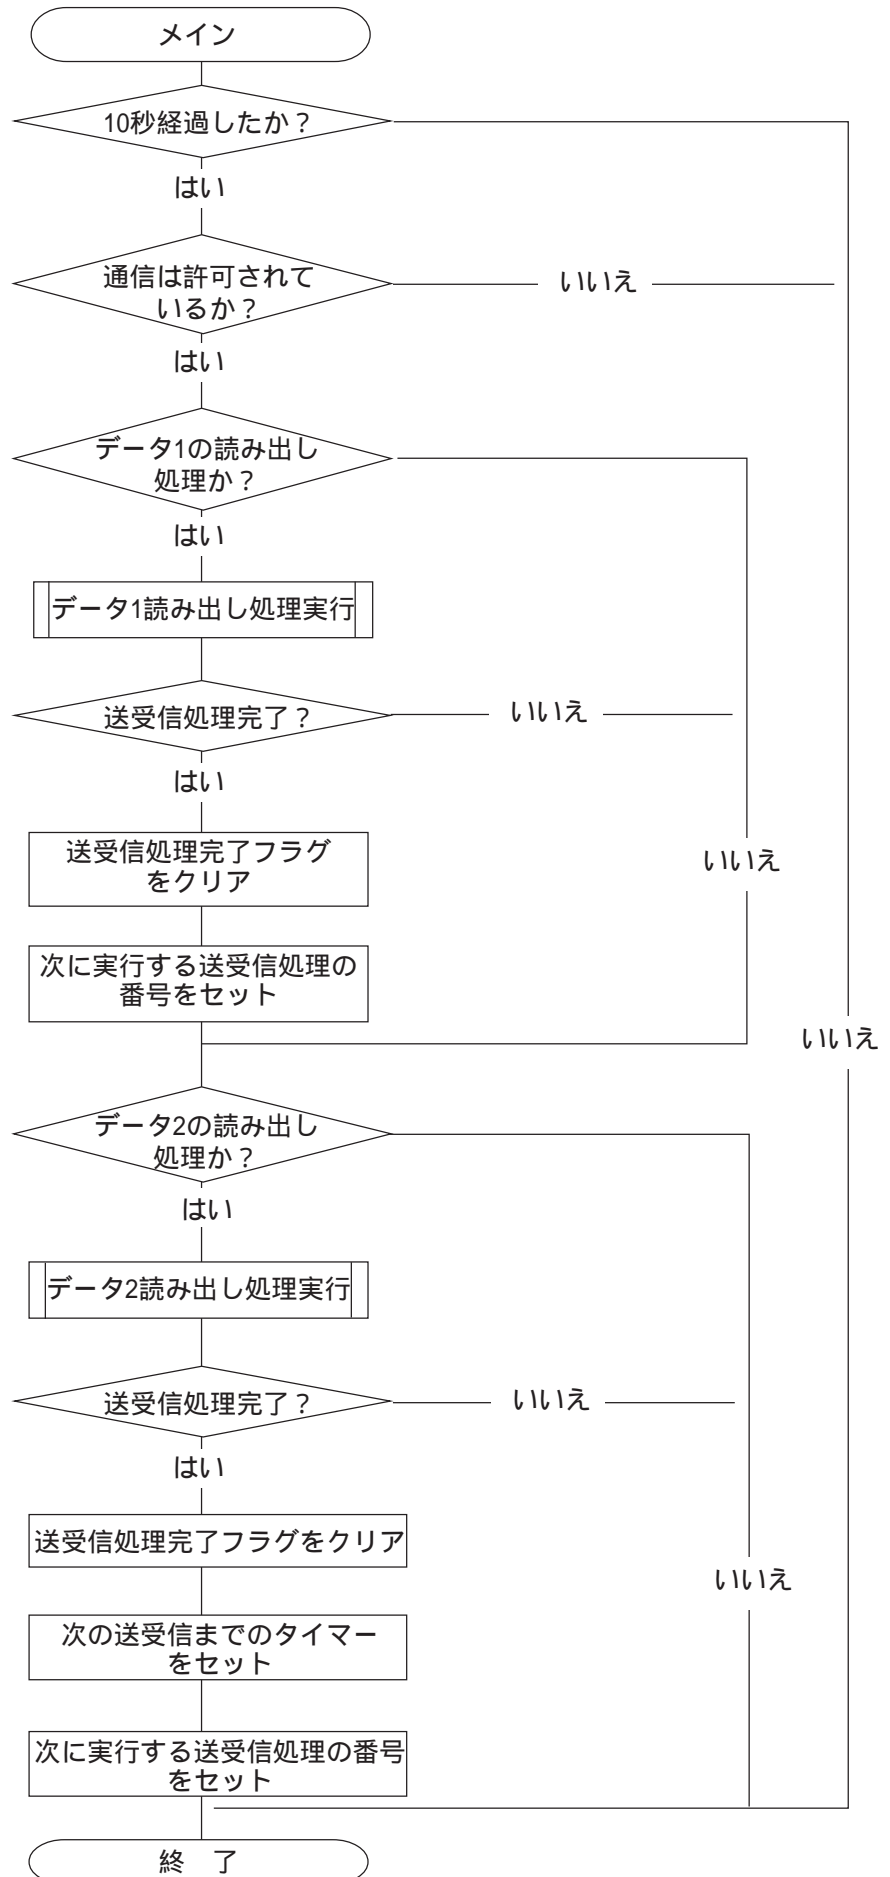 メイン
10秒経過したか？
はい
通信は許可されて
いるか？
いいえ
はい
データ1の読み出し
処理か？
はい
データ1読み出し処理実行
送受信処理完了？
いいえ
はい
送受信処理完了フラグ
をクリア
いいえ
次に実行する送受信処理の
番号をセット
いいえ
データ2の読み出し
処理か？
はい
データ2読み出し処理実行
送受信処理完了？
いいえ
はい
送受信処理完了フラグをクリア
いいえ
次の送受信までのタイマー
をセット
次に実行する送受信処理の番号
をセット
終　了